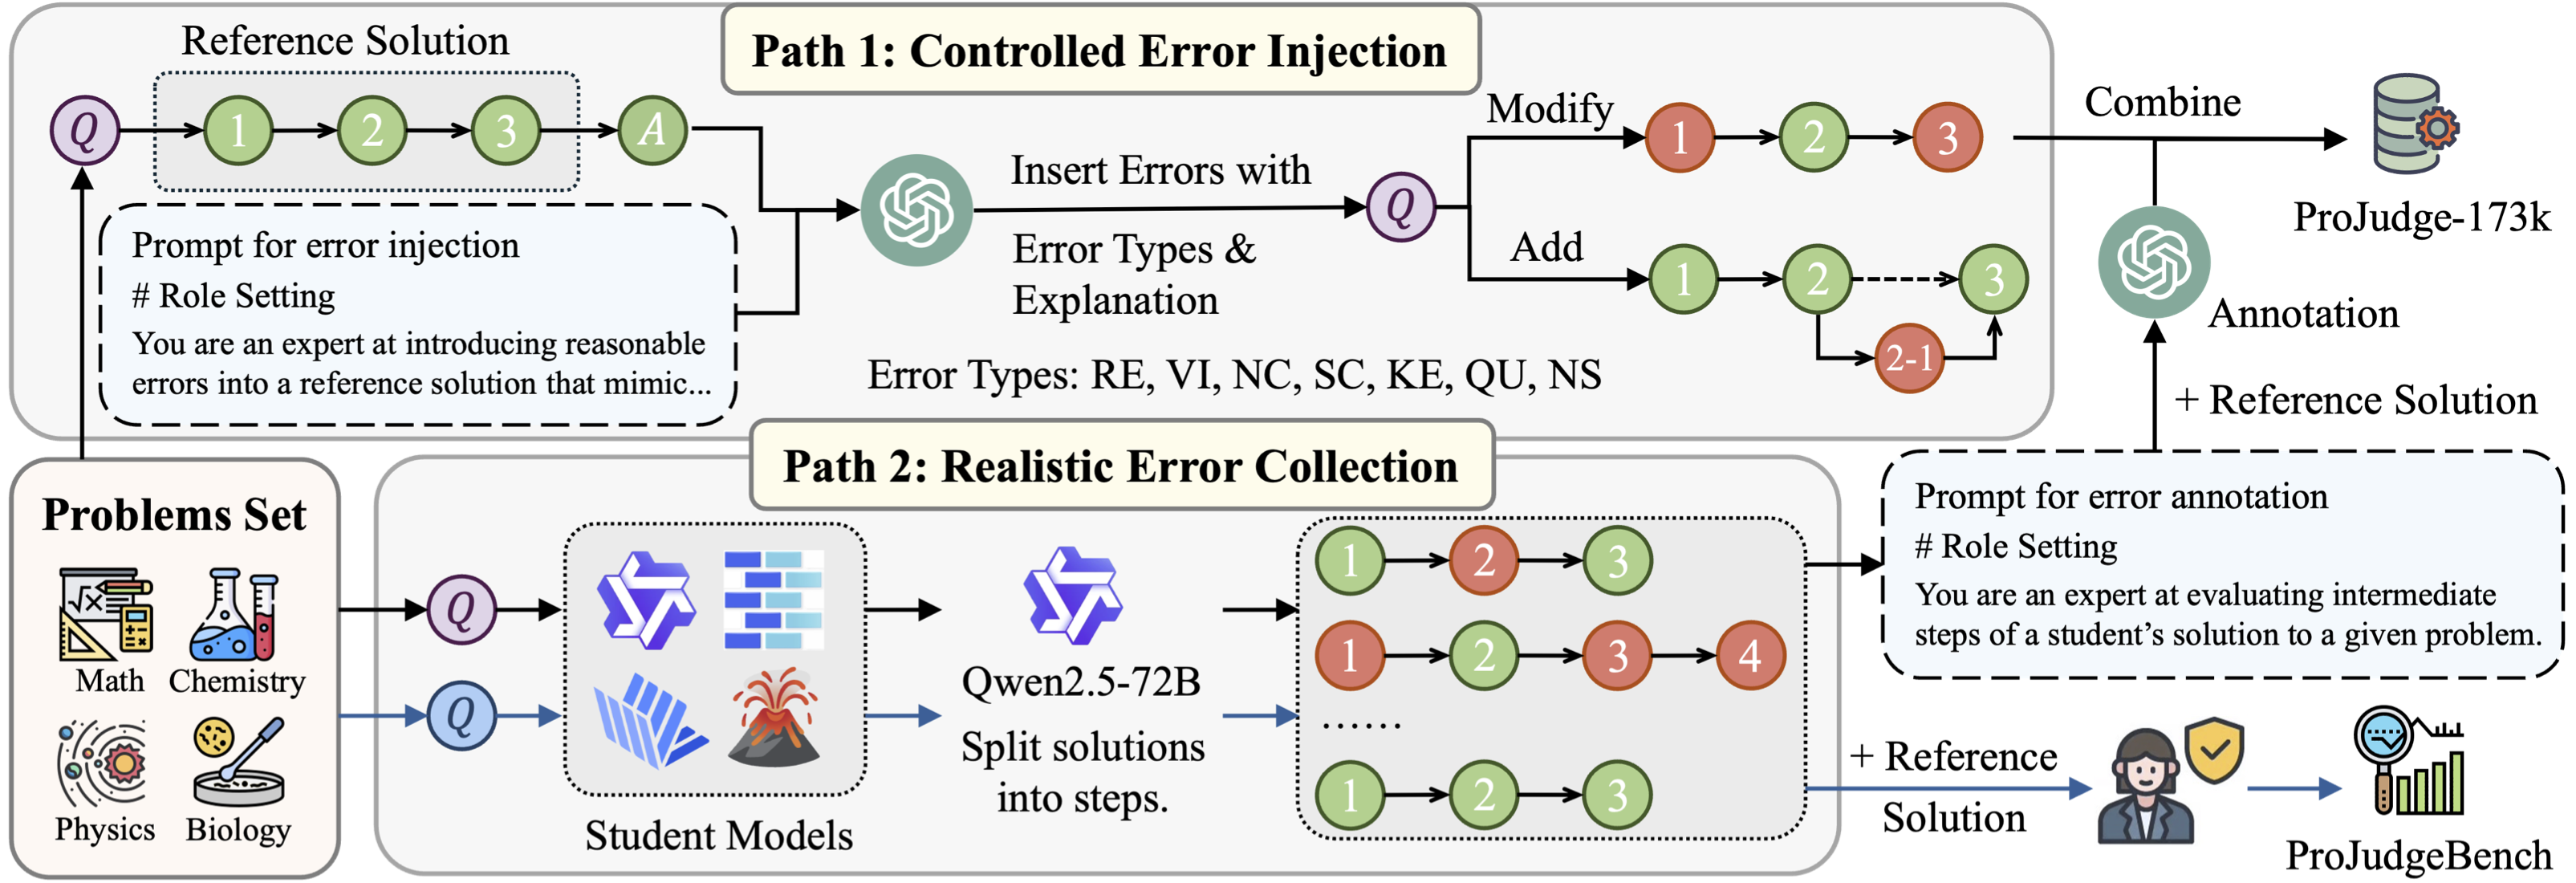 Path 1: Controlled Error Injection
Reference Solution
Q
1
2
3
A
Prompt for error injection
# Role Setting
You are an expert at introducing reasonable
errors into a reference solution that mimic...
Insert Errors with
Error Types &
Explanation
Q
Modify
1
2
3
Add
1
2
3
2-1
Error Types: RE, VI, NC, SC, KE, QU, NS
Combine
ProJudge-173k
Annotation
+ Reference Solution
Problems Set
√x
Math
Chemistry
Physics
Biology
Path 2: Realistic Error Collection
Q
Q
Student Models
Qwen2.5-72B
Split solutions
into steps.
1
2
3
1
2
3
4
......
1
2
3
Prompt for error annotation
# Role Setting
You are an expert at evaluating intermediate
steps of a student’s solution to a given problem.
+ Reference
Solution
ProJudgeBench